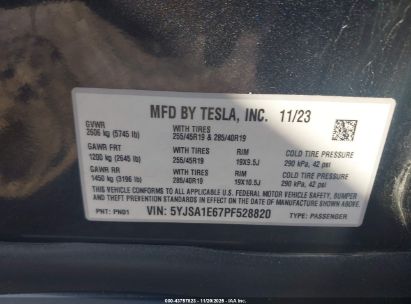 MFD BY TESLA, INC. 11/23
GVWR
2606 kg (5745 lb)
WITH TIRES
255/45R19 & 285/40R19
GAWR FRT
1200 kg (2645 lb)
WITH TIRES
255/45R19
RIM
19X9.5J
COLD TIRE PRESSURE
290 kPa, 42 psi
GAWR RR
1450 kg (3196 lb)
WITH TIRES
285/40R19
RIM
19X10.5J
COLD TIRE PRESSURE
290 kPa, 42 psi
THIS VEHICLE CONFORMS TO ALL APPLICABLE
U.S. FEDERAL MOTOR VEHICLE SAFETY, BUMPER
AND THEFT PREVENTION STANDARDS IN EFFECT
ON THE DATE OF MANUFACTURE SHOWN ABOVE.
PNT: PN01 VIN: 5YJSA1E67PF528820 TYPE: PASSENGER